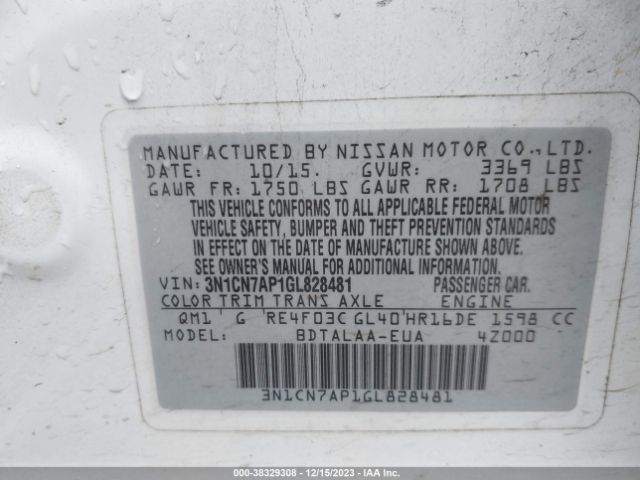 MANUFACTURED BY NISSAN MOTOR CO.,LTD.
DATE: 10/15. GVWR: 3369 LBS
GAWR FR: 1750 LBS GAWR RR: 1708 LBS
THIS VEHICLE CONFORMS TO ALL APPLICABLE FEDERAL MOTOR
VEHICLE SAFETY, BUMPER AND THEFT PREVENTION STANDARDS
IN EFFECT ON THE DATE OF MANUFACTURE SHOWN ABOVE.
SEE OWNER'S MANUAL FOR ADDITIONAL INFORMATION.
VIN: 3N1CN7AP1GL828481 PASSENGER CAR.
COLOR TRIM TRANS AXLE ENGINE
QM1 G RE4F03C GL40 HR16DE 1598 CC
MODEL: BDTALAA-EUA 4Z000
3N1CN7AP1GL828481
© - 38329308 - 12/15/2023 - IAA Inc.